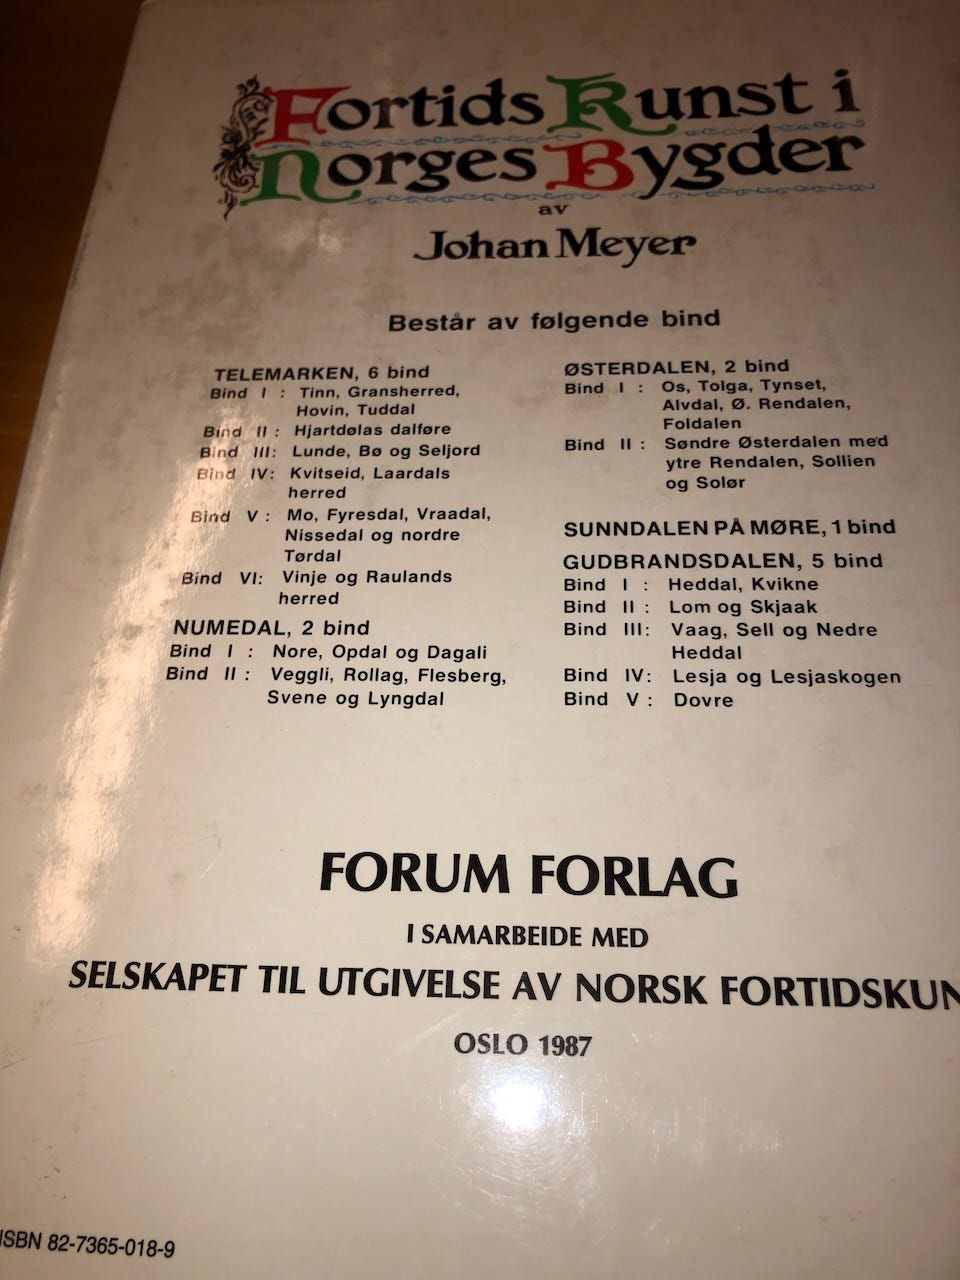 Fortids Kunst i
Norges Bygder
av
Johan Meyer
Består av følgende bind
TELEMARKEN, 6 bind
Bind I : Tinn, Gransherred,
Hovin, Tuddal
Bind II : Hjartdølas dalføre
Bind III: Lunde, Bø og Seljord
Bind IV: Kvitseid, Laardals
herred
Bind V : Mo, Fyresdal, Vraadal,
Nissedal og nordre
Tørdal
Bind VI: Vinje og Raulands
herred
NUMEDAL, 2 bind
Bind I : Nore, Opdal og Dagali
Bind II : Veggli, Rollag, Flesberg,
Svene og Lyngdal
ØSTERDALEN, 2 bind
Bind I : Os, Tolga, Tynset,
Alvdal, Ø. Rendalen,
Foldalen
Bind II : Søndre Østerdalen med
ytre Rendalen, Sollien
og Solør
SUNNDALEN PÅ MØRE, 1 bind
GUDBRANDSDALEN, 5 bind
Bind I : Heddal, Kvikne
Bind II : Lom og Skjaak
Bind III: Vaag, Sell og Nedre
Heddal
Bind IV: Lesja og Lesjaskogen
Bind V : Dovre
FORUM FORLAG
I SAMARBEIDE MED
SELSKAPET TIL UTGIVELSE AV NORSK FORTIDSKUN
OSLO 1987
ISBN 82-7365-018-9